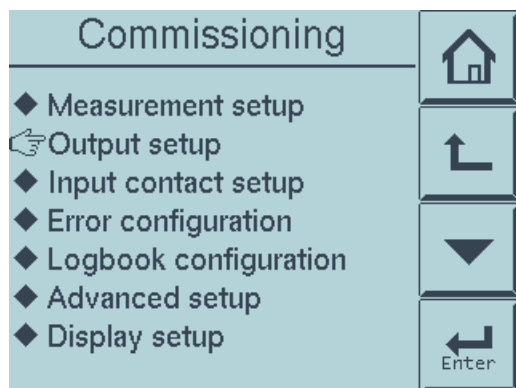 Commissioning
Measurement setup
Output setup
Input contact setup
Error configuration
Logbook configuration
Advanced setup
Display setup
Enter